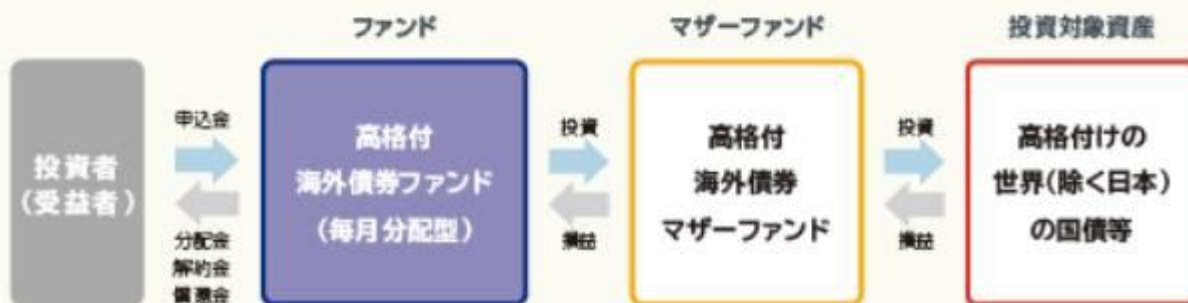 ファンド
マザーファンド
投資対象資産
投資者
(受益者)
申込金
分配金
解約金
償還金
高格付
海外債券ファンド
(毎月分配型)
投資
損益
高格付
海外債券
マザーファンド
投資
損益
高格付けの
世界(除く日本)
の国債等